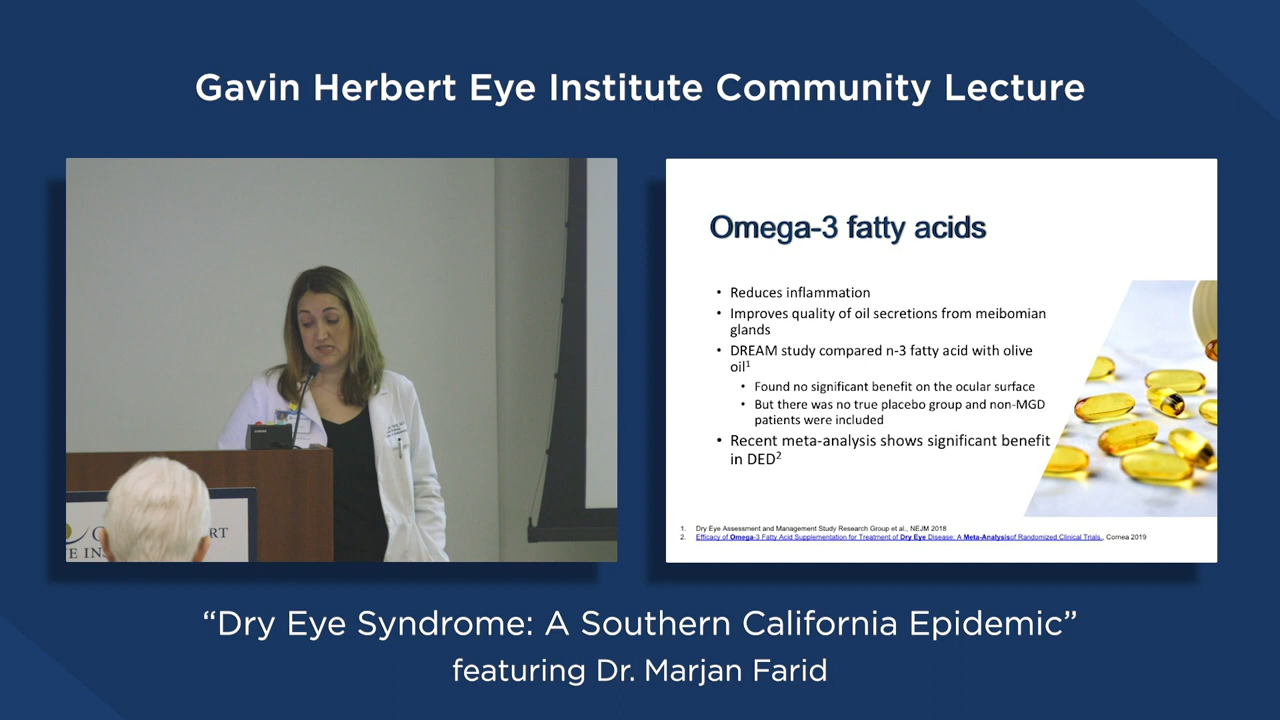 Gavin Herbert Eye Institute Community Lecture
Omega-3 fatty acids
• Reduces inflammation
• Improves quality of oil secretions from meibomian
glands
• DREAM study compared n-3 fatty acid with olive
oil¹
• Found no significant benefit on the ocular surface
• But there was no true placebo group and non-MGD
patients were included
• Recent meta-analysis shows significant benefit
in DED²
1. Dry Eye Assessment and Management Study Research Group et al., NEJM 2018
2. Efficacy of Omega-3 Fatty Acid Supplementation for Treatment of Dry Eye Disease: A Meta-Analysisof Randomized Clinical Trials., Cornea 2019
“Dry Eye Syndrome: A Southern California Epidemic”
featuring Dr. Marjan Farid